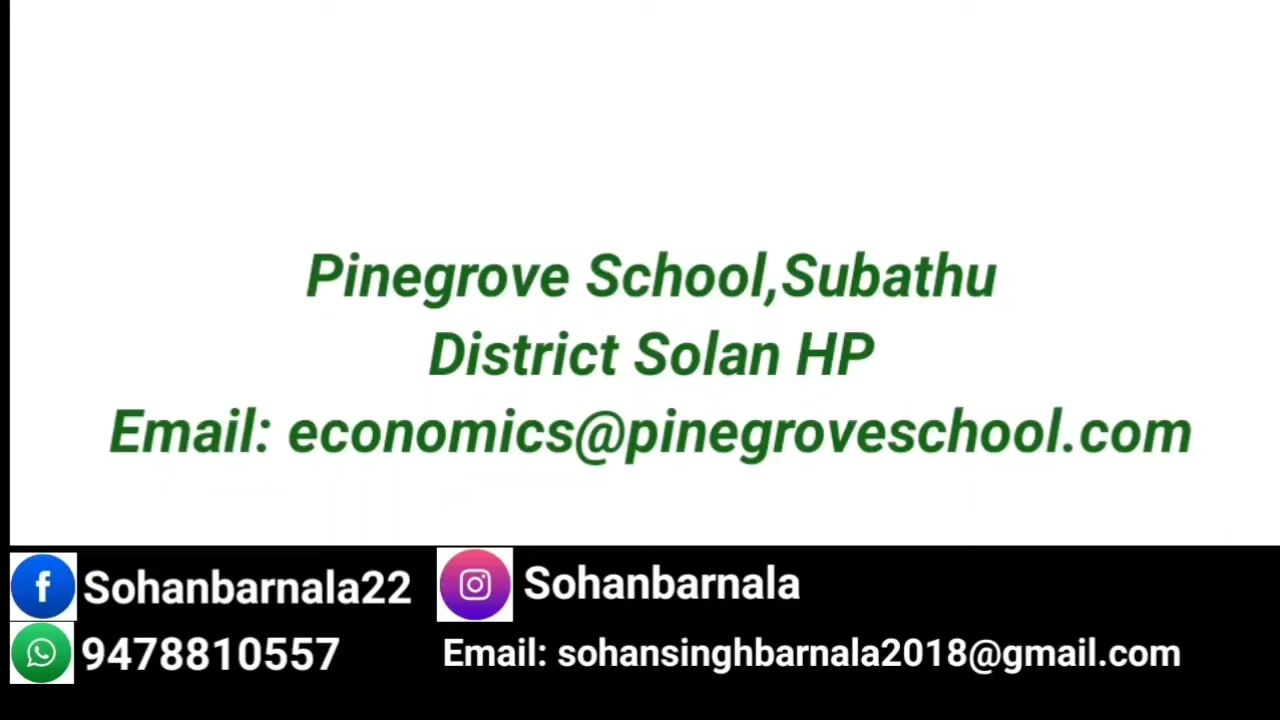 Pinegrove School,Subathu
District Solan HP
Email: economics@pinegroveschool.com
Sohanbarnala22
Sohanbarnala
9478810557
Email: sohansinghbarnala2018@gmail.com